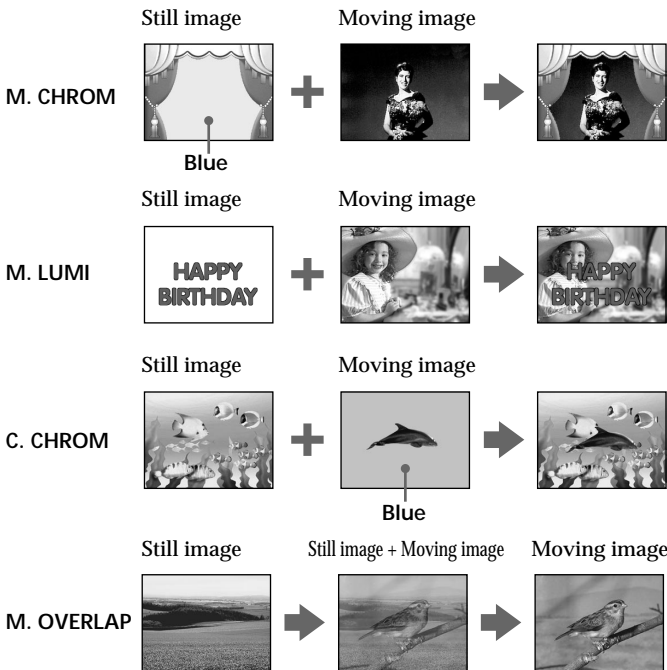 Still image Moving image
M. CHROM
Blue
Still image Moving image
M. LUMI
HAPPY
BIRTHDAY
HAPPY
BIRTHDAY
Still image Moving image
C. CHROM
Blue
Still image Still image + Moving image Moving image
M. OVERLAP